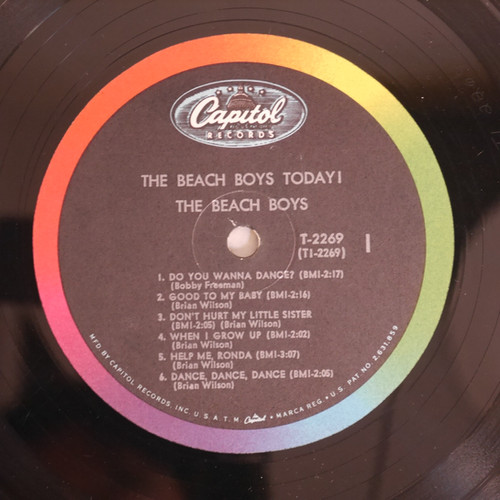 Capitol
RECORDS
THE BEACH BOYS TODAY!
THE BEACH BOYS
T-2269 1
(T1-2269)
1. DO YOU WANNA DANCE? (BMI-2:17)
(Bobby Freeman)
2. GOOD TO MY BABY (BMI-2:16)
(Brian Wilson)
3. DON'T HURT MY LITTLE SISTER
(BMI-2:05) (Brian Wilson)
4. WHEN I GROW UP (BMI-2:02)
(Brian Wilson)
5. HELP ME, RONDA (BMI-3:07)
(Brian Wilson)
6. DANCE, DANCE, DANCE (BMI-2:05)
(Brian Wilson)
MFD. BY CAPITOL RECORDS, INC. U.S.A. T.M. Capitol MARCA REG. • U.S. PAT. NO. 2,631,859